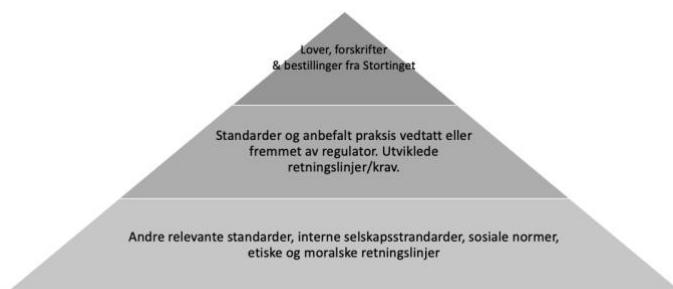 Lover, forskrifter
& bestillinger fra Stortinget
Standarder og anbefalt praksis vedtatt eller
fremmet av regulator. Utviklede
retningslinjer/krav.
Andre relevante standarder, interne selskapsstrandarder, sosiale normer,
etiske og moralske retningslinjer